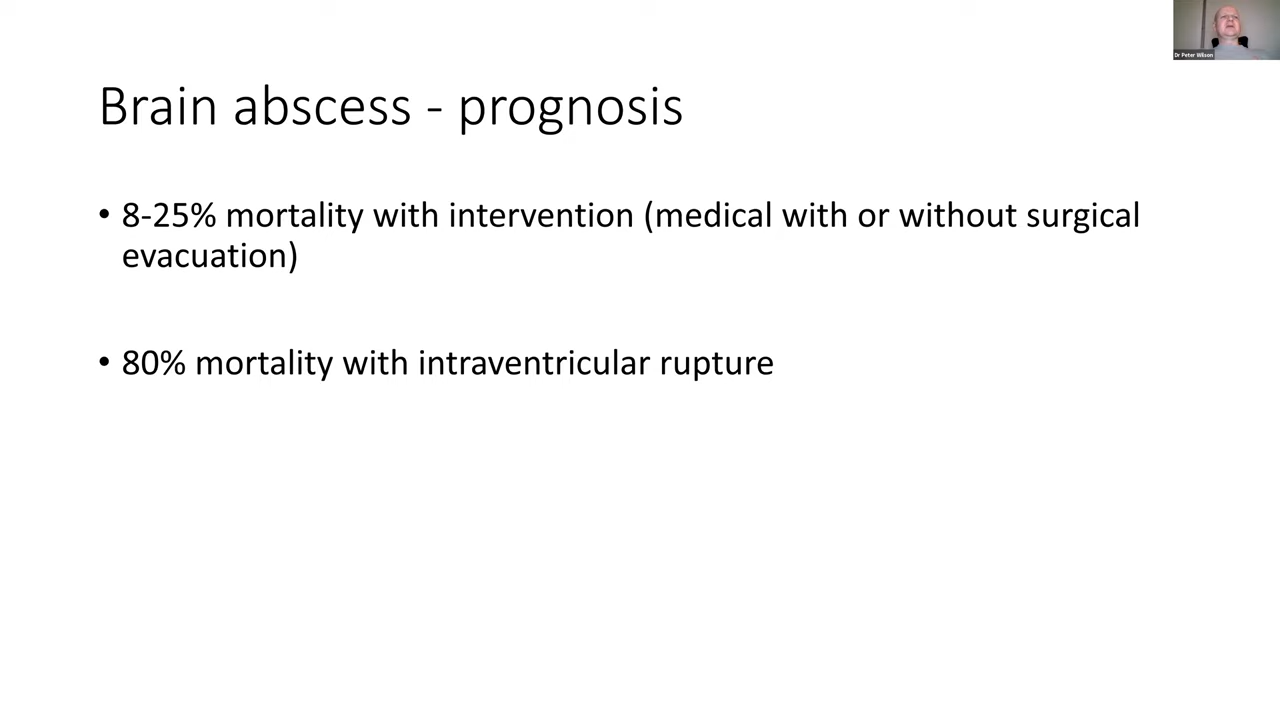 Dr Peter Wilson
Brain abscess - prognosis
• 8-25% mortality with intervention (medical with or without surgical
evacuation)
• 80% mortality with intraventricular rupture